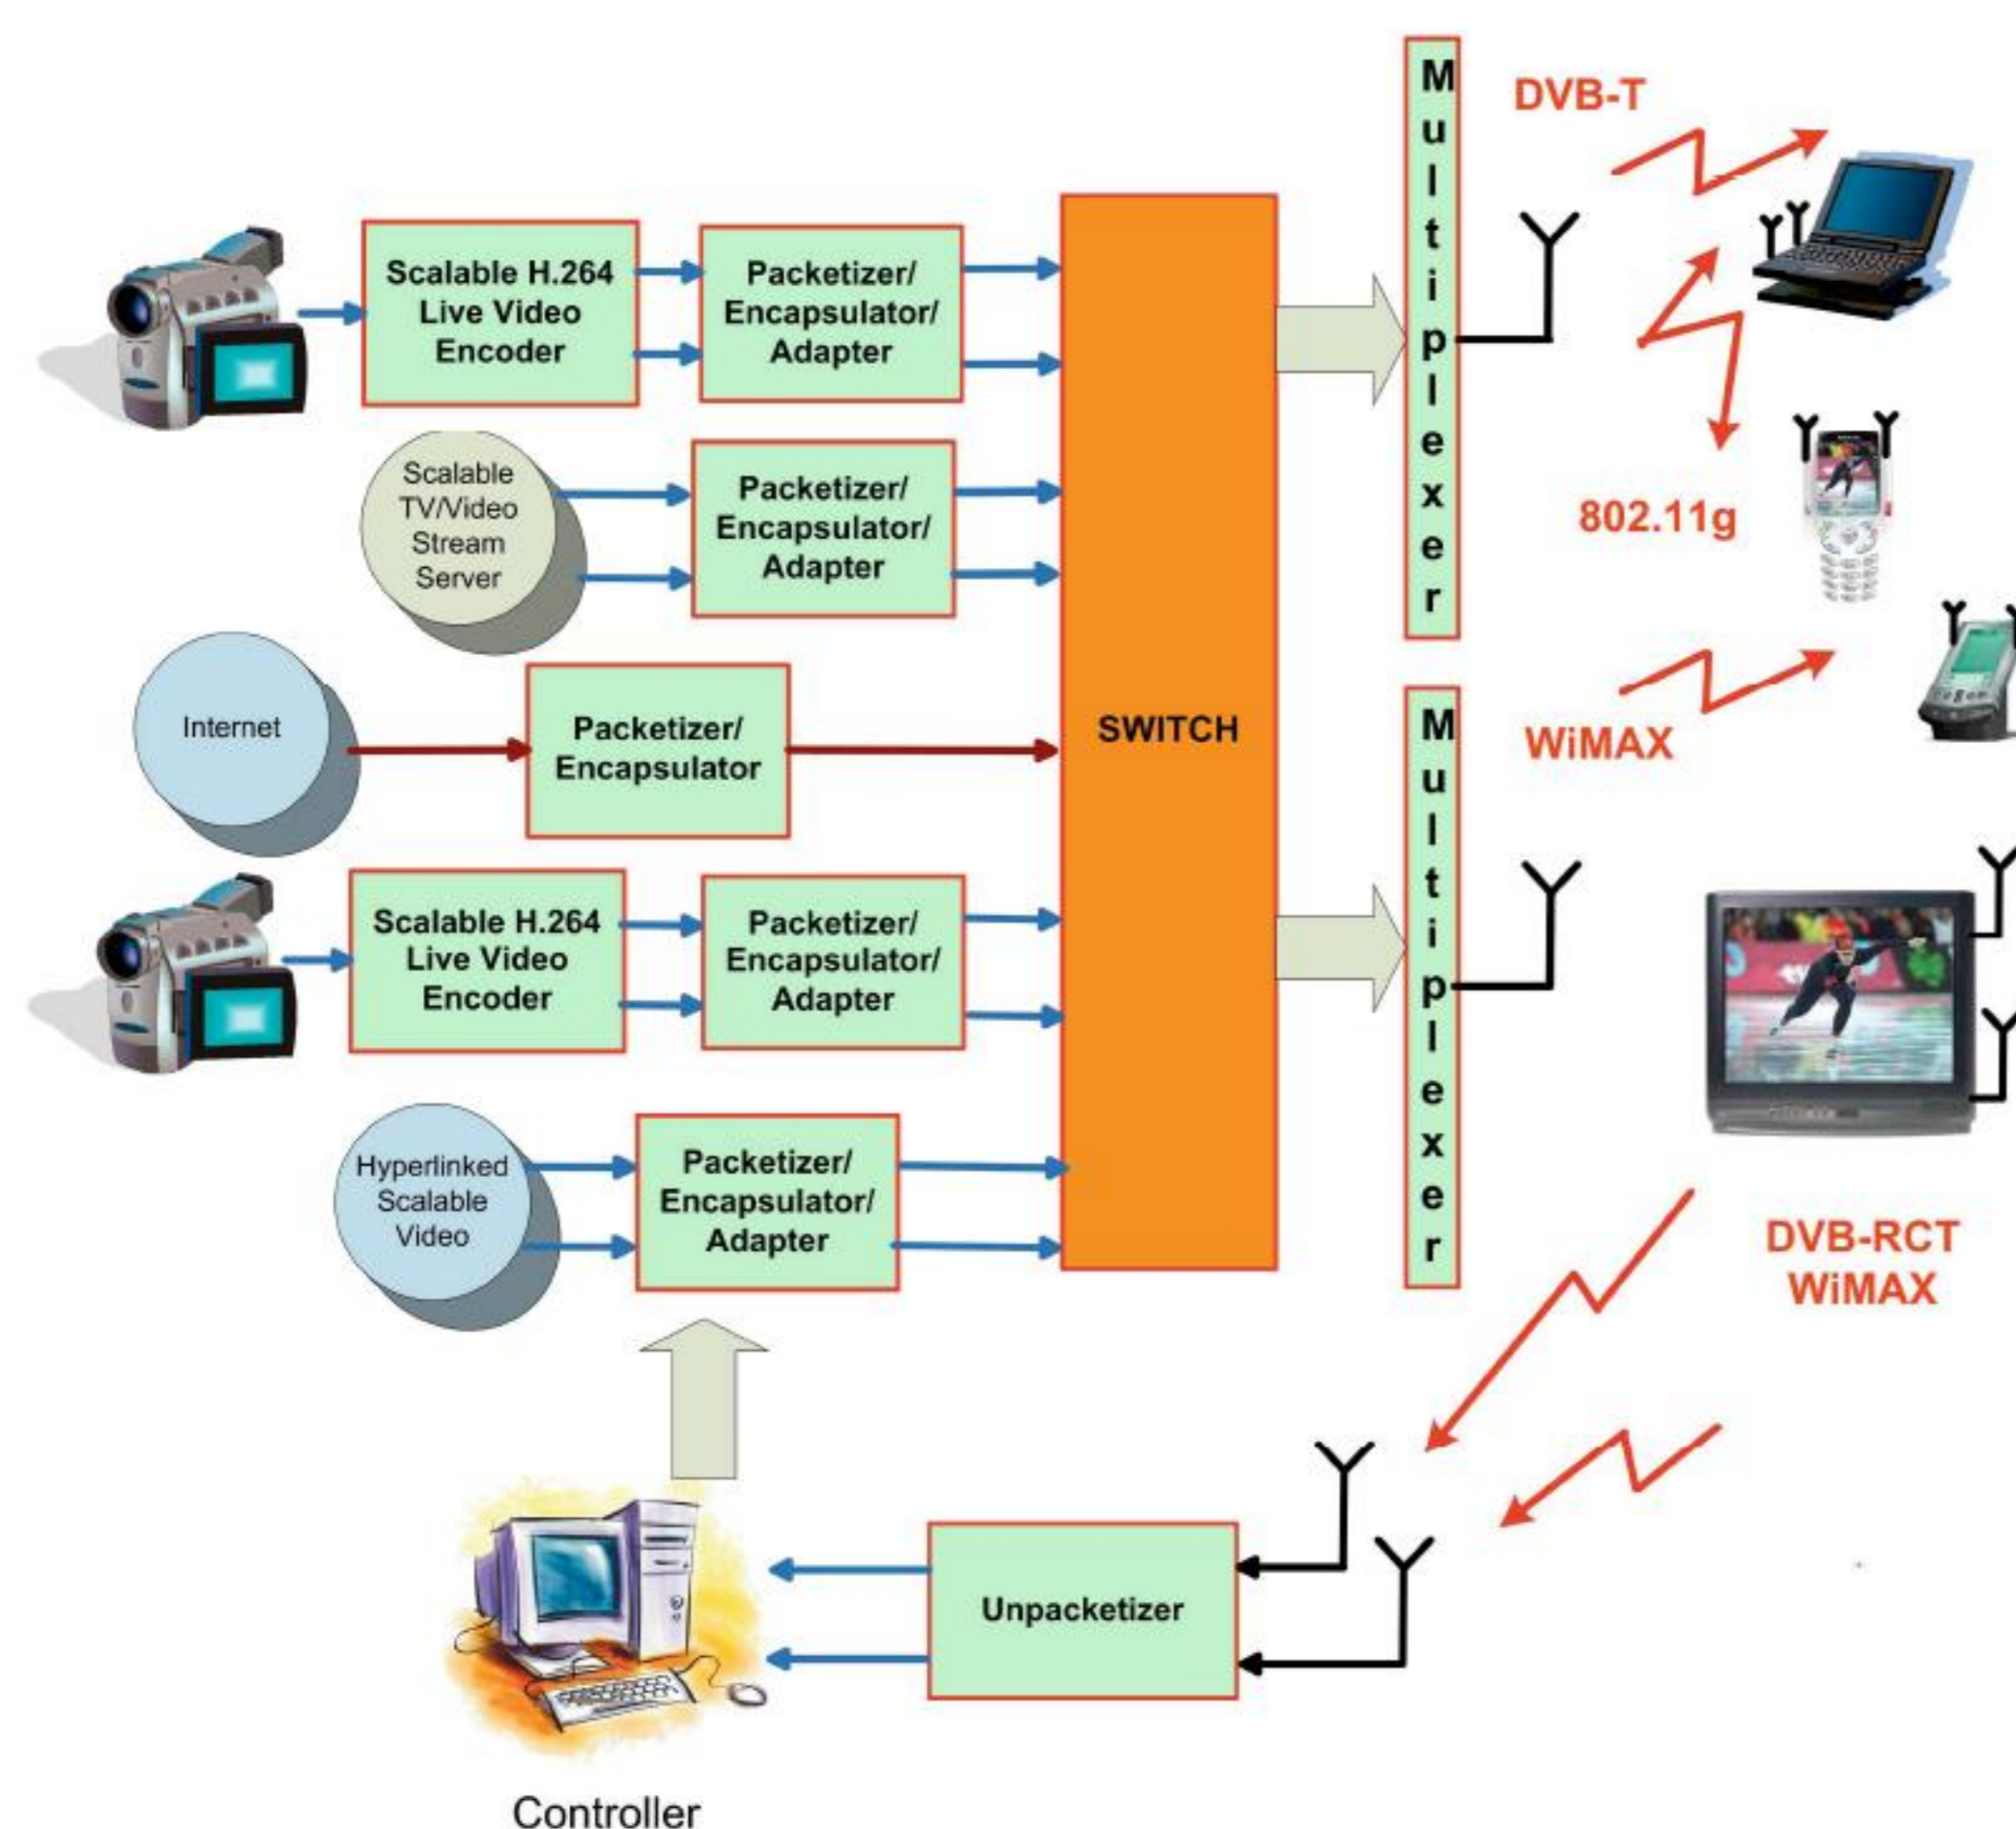 Multiplexer
DVB-T
Scalable H.264
Live Video
Encoder
Packetizer/
Encapsulator/
Adapter
Scalable
TV/Video
Stream
Server
Packetizer/
Encapsulator/
Adapter
802.11g
Internet
Packetizer/
Encapsulator
SWITCH
Multiplexer
WiMAX
Scalable H.264
Live Video
Encoder
Packetizer/
Encapsulator/
Adapter
Hyperlinked
Scalable
Video
Packetizer/
Encapsulator/
Adapter
DVB-RCT
WiMAX
Unpacketizer
Controller